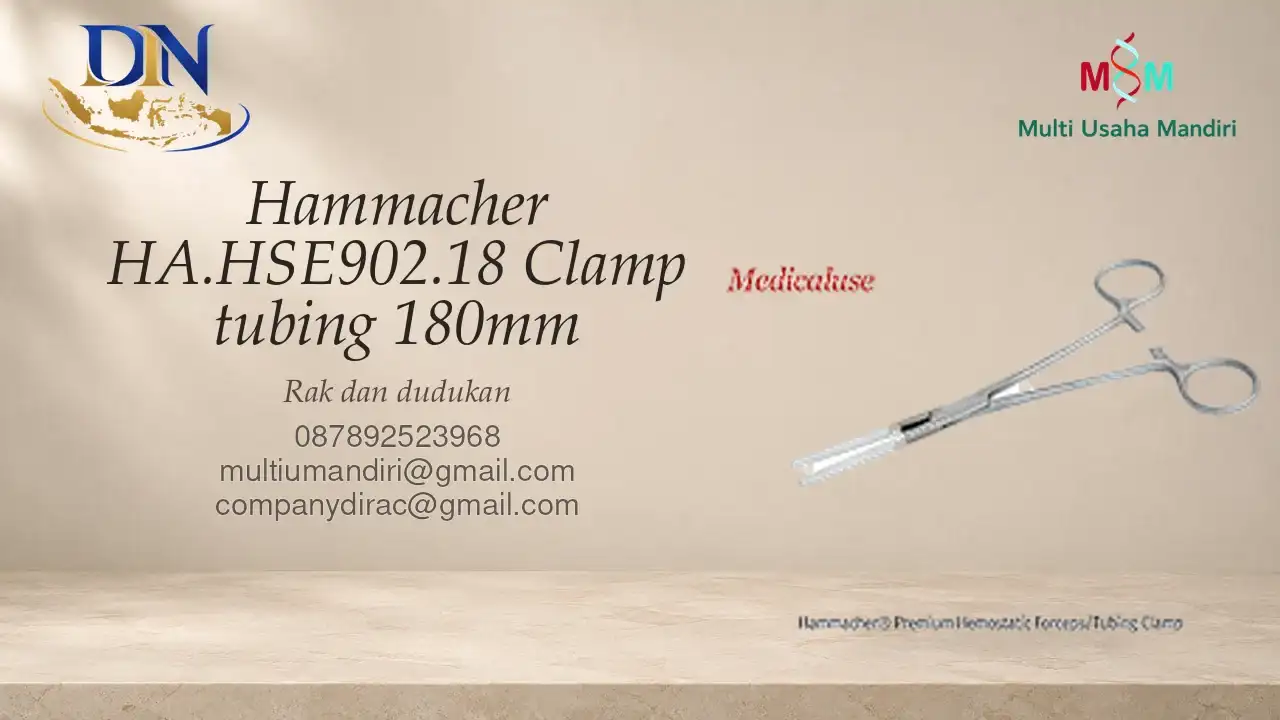 DIN
M M
Multi Usaha Mandiri
Hammacher
HA.HSE902.18 Clamp
tubing 180mm
Medicaluse
Rak dan dudukan
087892523968
multiumandiri@gmail.com
companydirac@gmail.com
Hammacher® Premium Hemostatic Forceps/Tubing Clamp